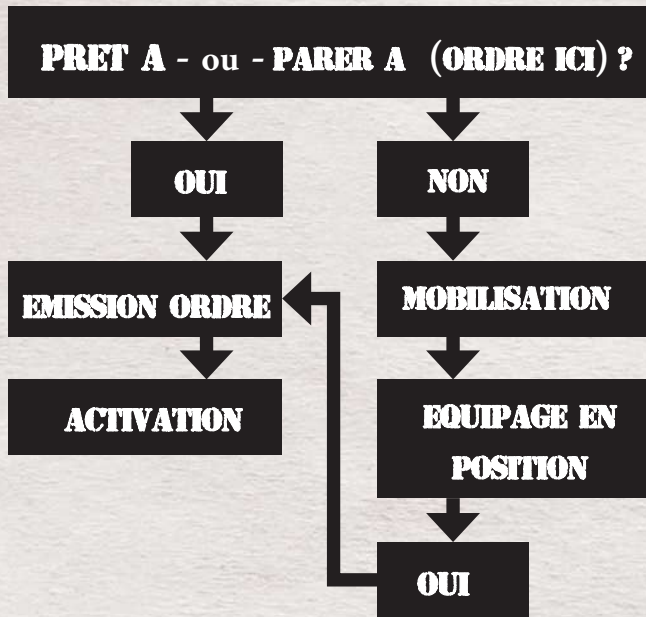 PRET A - ou - PARER A (ORDRE ICI) ?
OUI
NON
EMISSION ORDRE
MOBILISATION
ACTIVATION
EQUIPAGE EN
POSITION
OUI